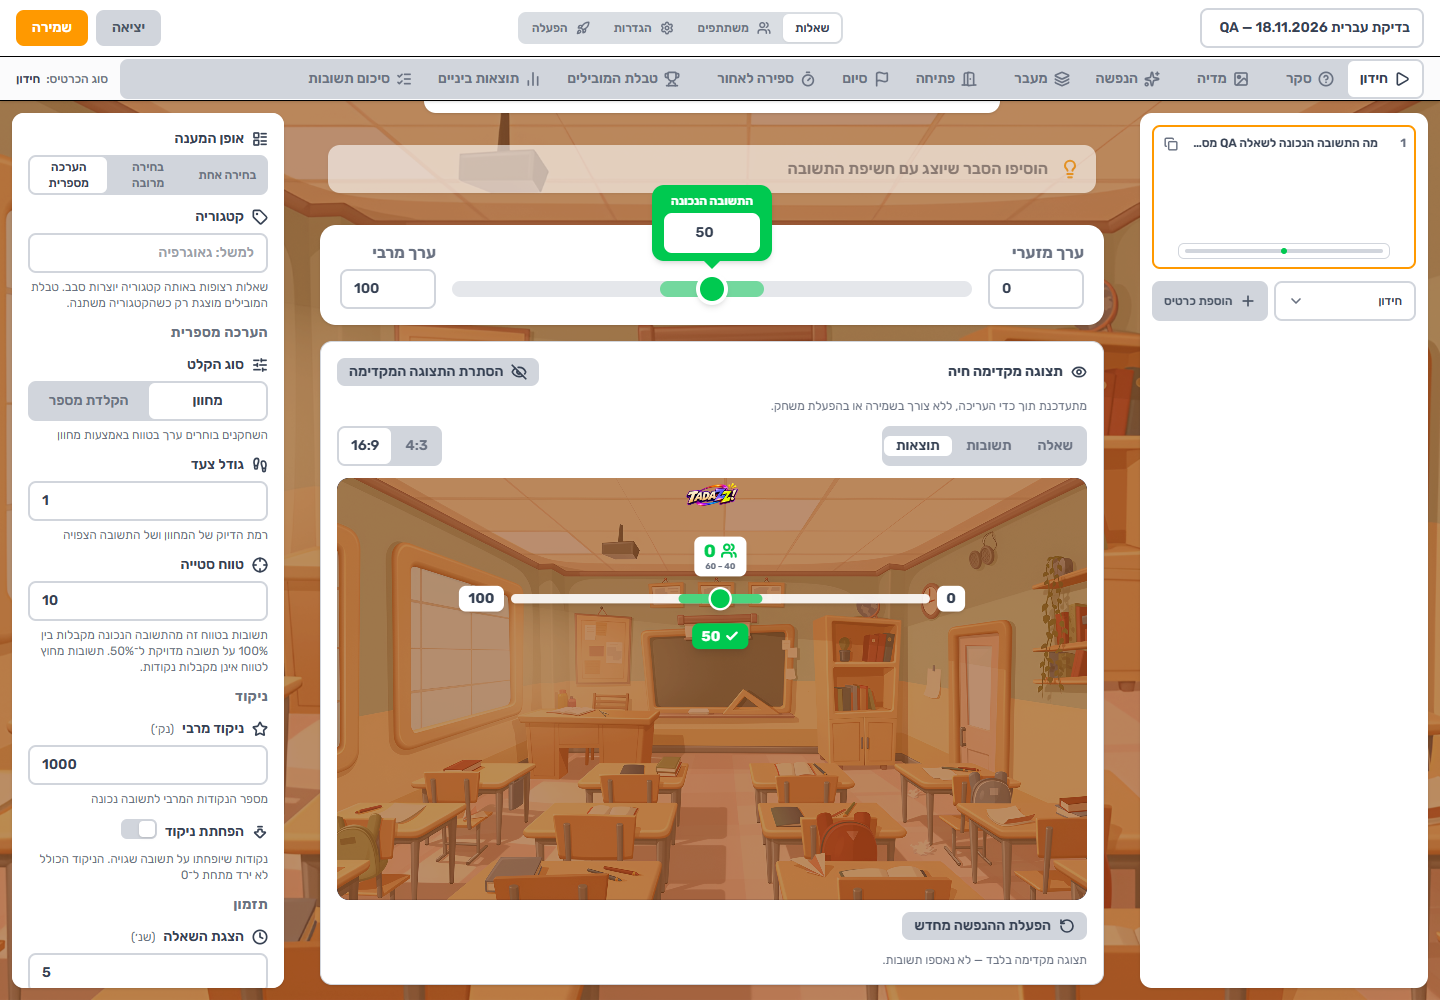 בדיקת עברית 18.11.2026 – QA
שאלות
משתתפים
הגדרות
הפעלה
יציאה
שמירה
חידון
סקר
מדיה
מעבר
הנפשה
פתיחה
סיום
ספירה לאחור
טבלת המובילים
תוצאות ביניים
סיכום תשובות
סוג הכרטיס: חידון
1
מה התשובה הנכונה לשאלה QA מס...
חידון
הוספת כרטיס
הוסיפו הסבר שיוצג עם חשיפת התשובה
התשובה הנכונה
50
ערך מזערי
0
ערך מרבי
100
תצוגה מקדימה חיה
הסתרת התצוגה המקדימה
מתעדכנת תוך כדי העריכה, ללא צורך בשמירה או בהפעלת משחק.
שאלה
תשובות
תוצאות
4:3
16:9
TADAZZ!
0
40 – 60
0
100
50
הפעלת ההנפשה מחדש
תצוגה מקדימה בלבד – לא נאספו תשובות.
אופן המענה
בחירה אחת
בחירה
מרובה
הערכה
מספרית
קטגוריה
למשל: גאוגרפיה
שאלות רצופות באותה קטגוריה יוצרות סבב. טבלת
המובילים מוצגת רק כשהקטגוריה משתנה.
הערכה מספרית
סוג הקלט
מחוון
הקלדת מספר
השחקנים בוחרים ערך בטווח באמצעות מחוון
גודל צעד
1
רמת הדיוק של המחוון ושל התשובה הצפויה
טווח סטייה
10
תשובות בטווח זה מהתשובה הנכונה מקבלות בין
100% על תשובה מדויקת ל־50%. תשובות מחוץ
לטווח אינן מקבלות נקודות.
ניקוד
ניקוד מרבי (נק׳)
1000
מספר הנקודות המרבי לתשובה נכונה
הפחתת ניקוד
נקודות שיופחתו על תשובה שגויה. הניקוד הכולל
לא ירד מתחת ל־0
תזמון
הצגת השאלה (שנ׳)
5